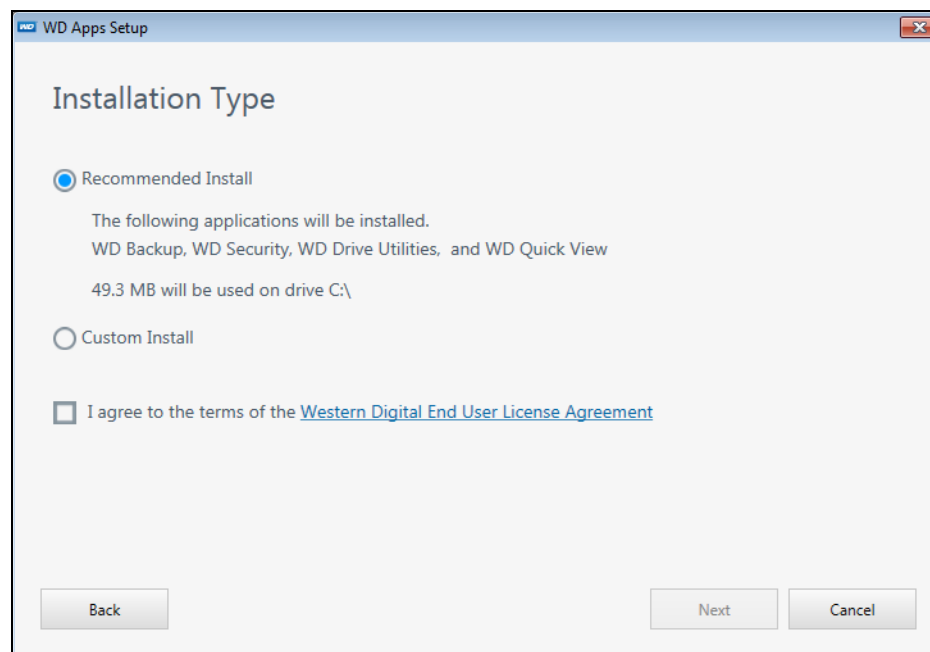 WD WD Apps Setup
Installation Type
Recommended Install
The following applications will be installed.
WD Backup, WD Security, WD Drive Utilities, and WD Quick View
49.3 MB will be used on drive C:\
Custom Install
I agree to the terms of the Western Digital End User License Agreement
Back
Next
Cancel